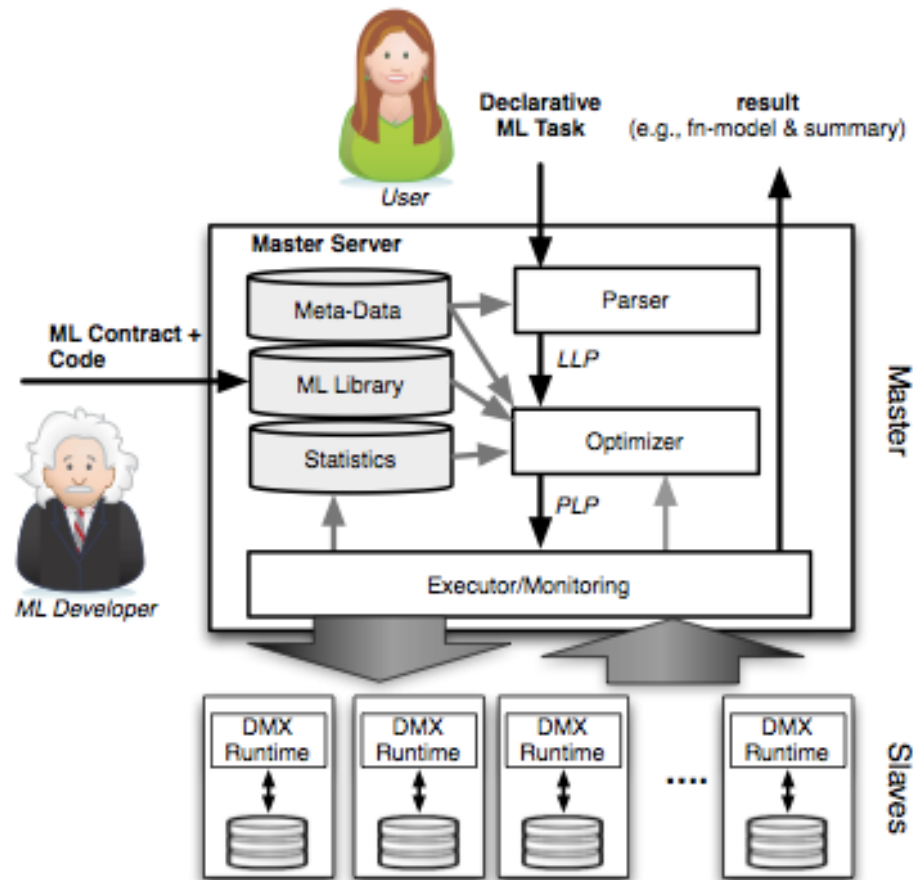 Declarative
ML Task
result
(e.g., fn-model & summary)
User
Master Server
Meta-Data
Parser
ML Contract +
Code
LLP
ML Library
Optimizer
Statistics
PLP
Master
ML Developer
Executor/Monitoring
DMX
Runtime
DMX
Runtime
DMX
Runtime
....
DMX
Runtime
Slaves